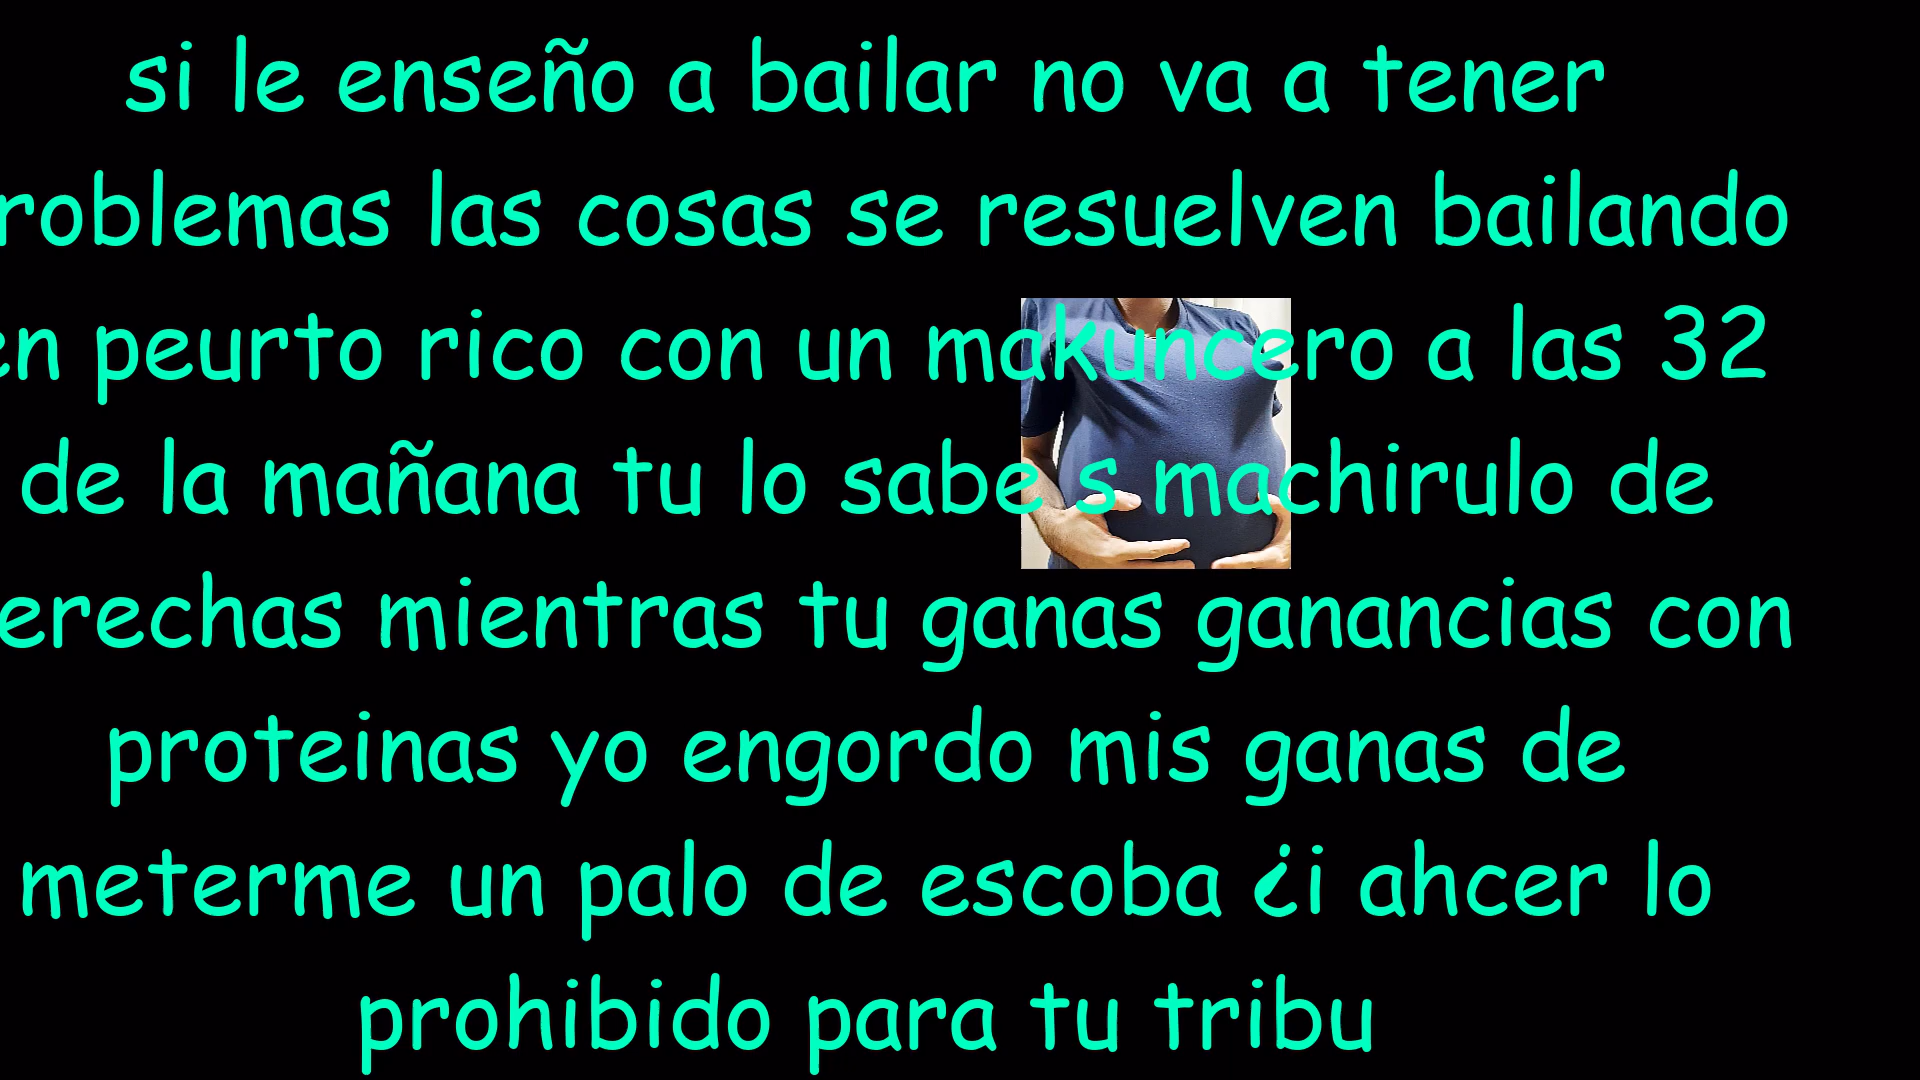 si le enseño a bailar no va a tener
roblemas las cosas se resuelven bailando
en peurto rico con un makuncero a las 32
de la mañana tu lo sabe s machirulo de
erechas mientras tu ganas ganancias con
proteinas yo engordo mis ganas de
meterme un palo de escoba ¿i ahcer lo
prohibido para tu tribu